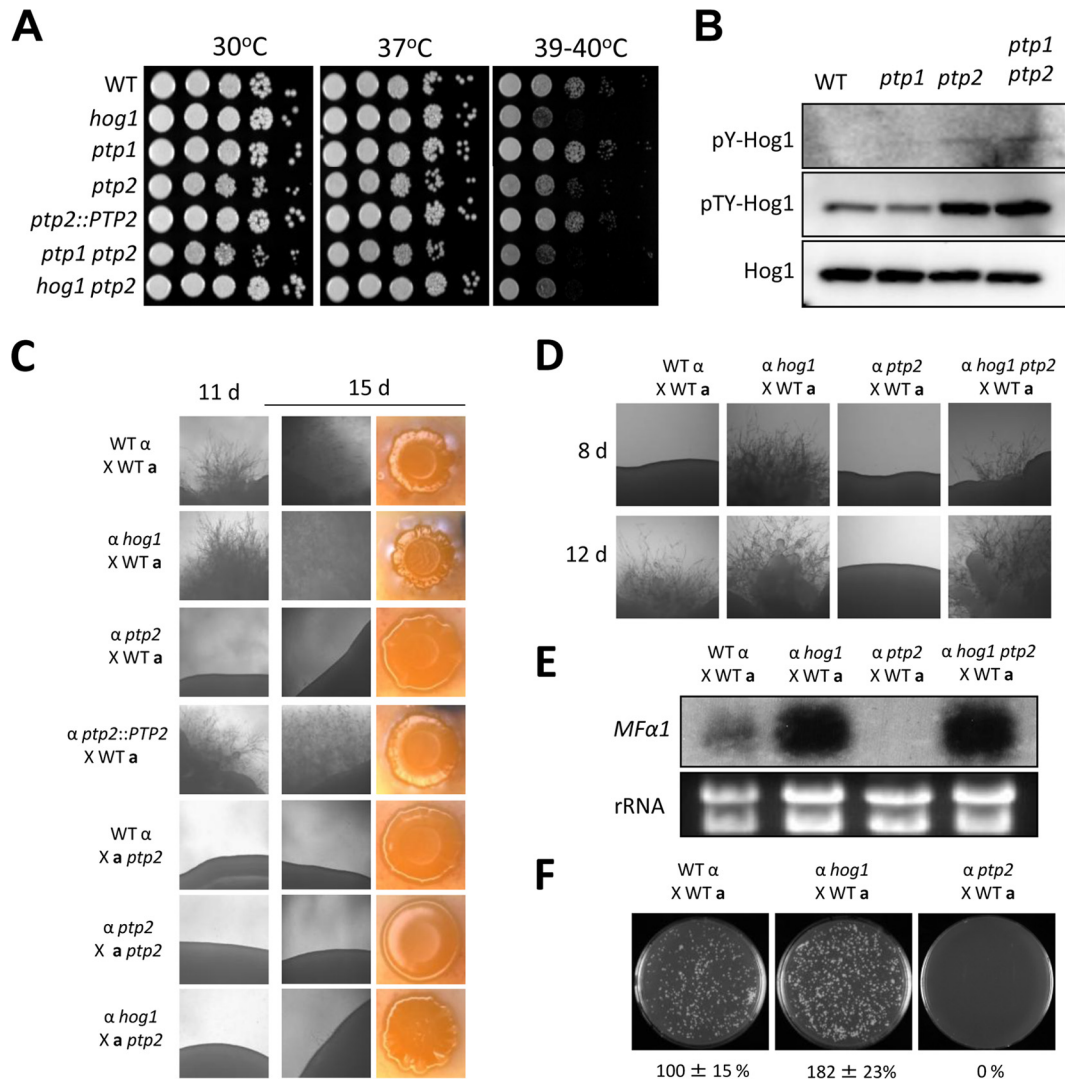 A
30°C
37°C
39-40°C
WT
hog1
ptp1
ptp2
ptp2::PTP2
ptp1 ptp2
hog1 ptp2
B
WT
ptp1
ptp2
ptp1
ptp2
pY-Hog1
pTY-Hog1
Hog1
C
11 d
15 d
WT α
X WT a
α hog1
X WT a
α ptp2
X WT a
α ptp2::PTP2
X WT a
WT α
X a ptp2
α ptp2
X a ptp2
α hog1
X a ptp2
D
WT α
X WT a
α hog1
X WT a
α ptp2
X WT a
α hog1 ptp2
X WT a
8 d
12 d
E
WT α
X WT a
α hog1
X WT a
α ptp2
X WT a
α hog1 ptp2
X WT a
MFα1
rRNA
F
WT α
X WT a
α hog1
X WT a
α ptp2
X WT a
100 ± 15 %
182 ± 23%
0 %